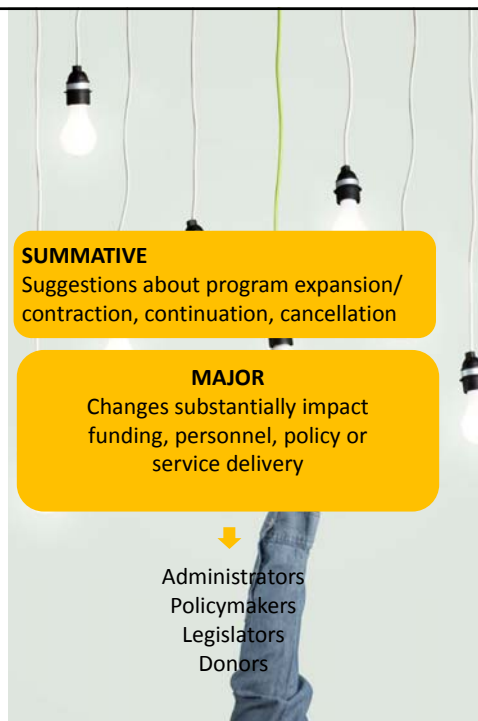 SUMMATIVE
Suggestions about program expansion/
contraction, continuation, cancellation
MAJOR
Changes substantially impact
funding, personnel, policy or
service delivery
Administrators
Policymakers
Legislators
Donors